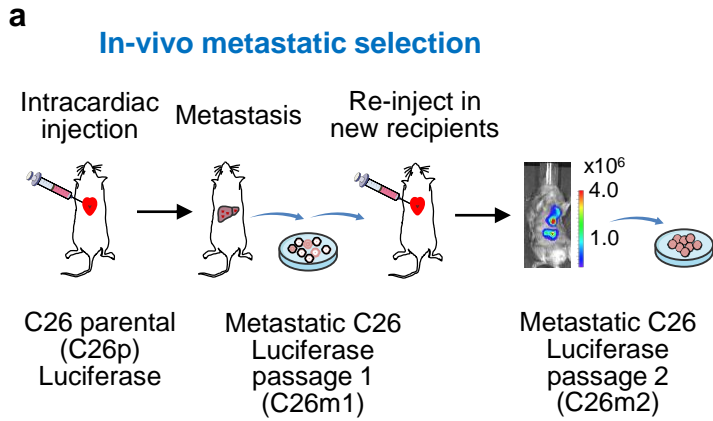 a
In-vivo metastatic selection
Intracardiac
injection
Metastasis
Re-inject in
new recipients
x10⁶
4.0
1.0
C26 parental
(C26p)
Luciferase
Metastatic C26
Luciferase
passage 1
(C26m1)
Metastatic C26
Luciferase
passage 2
(C26m2)